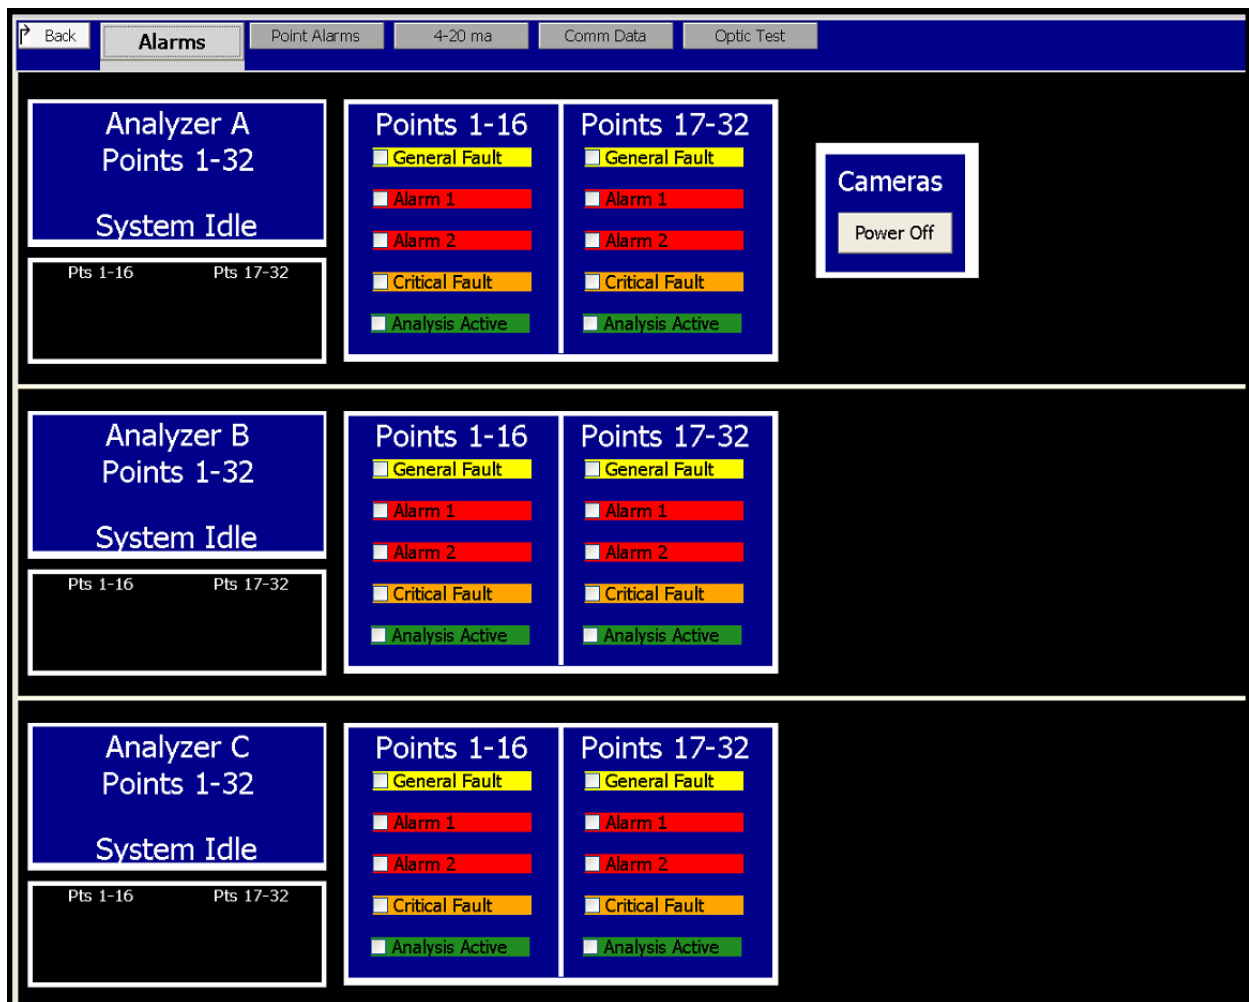 Back
Alarms
Point Alarms
4-20 ma
Comm Data
Optic Test
Analyzer A
Points 1-32
System Idle
Pts 1-16 Pts 17-32
Points 1-16
General Fault
Alarm 1
Alarm 2
Critical Fault
Analysis Active
Points 17-32
General Fault
Alarm 1
Alarm 2
Critical Fault
Analysis Active
Cameras
Power Off
Analyzer B
Points 1-32
System Idle
Pts 1-16 Pts 17-32
Points 1-16
General Fault
Alarm 1
Alarm 2
Critical Fault
Analysis Active
Points 17-32
General Fault
Alarm 1
Alarm 2
Critical Fault
Analysis Active
Analyzer C
Points 1-32
System Idle
Pts 1-16 Pts 17-32
Points 1-16
General Fault
Alarm 1
Alarm 2
Critical Fault
Analysis Active
Points 17-32
General Fault
Alarm 1
Alarm 2
Critical Fault
Analysis Active